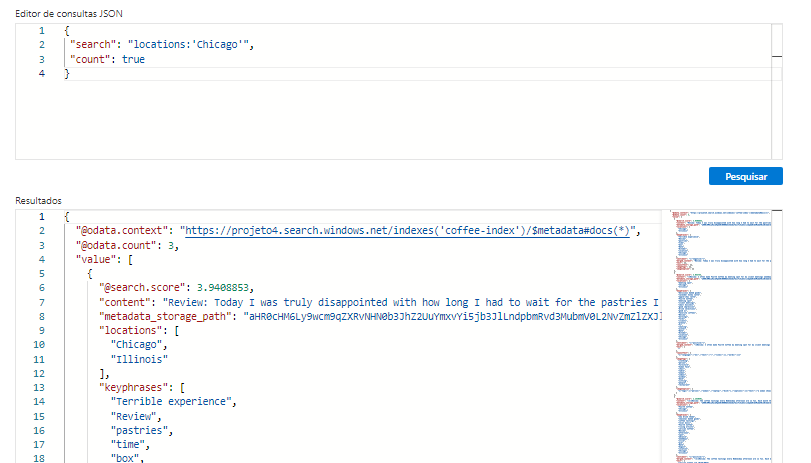 Editor de consultas JSON
1 {
2 "search": "locations:'Chicago'",
3 "count": true
4 }
Pesquisar
Resultados
1 {
2 "@odata.context": "https://projeto4.search.windows.net/indexes('coffee-index')/$metadata#docs(*)",
3 "@odata.count": 3,
4 "value": [
5 {
6 "@search.score": 3.9408853,
7 "content": "Review: Today I was truly disappointed with how long I had to wait for the pastries I
8 "metadata_storage_path":
9 "locations": [
10 "Chicago",
11 "Illinois"
12 ],
13 "keyphrases": [
14 "Terrible experience",
15 "Review",
16 "pastries",
17 "time",
18 "box",